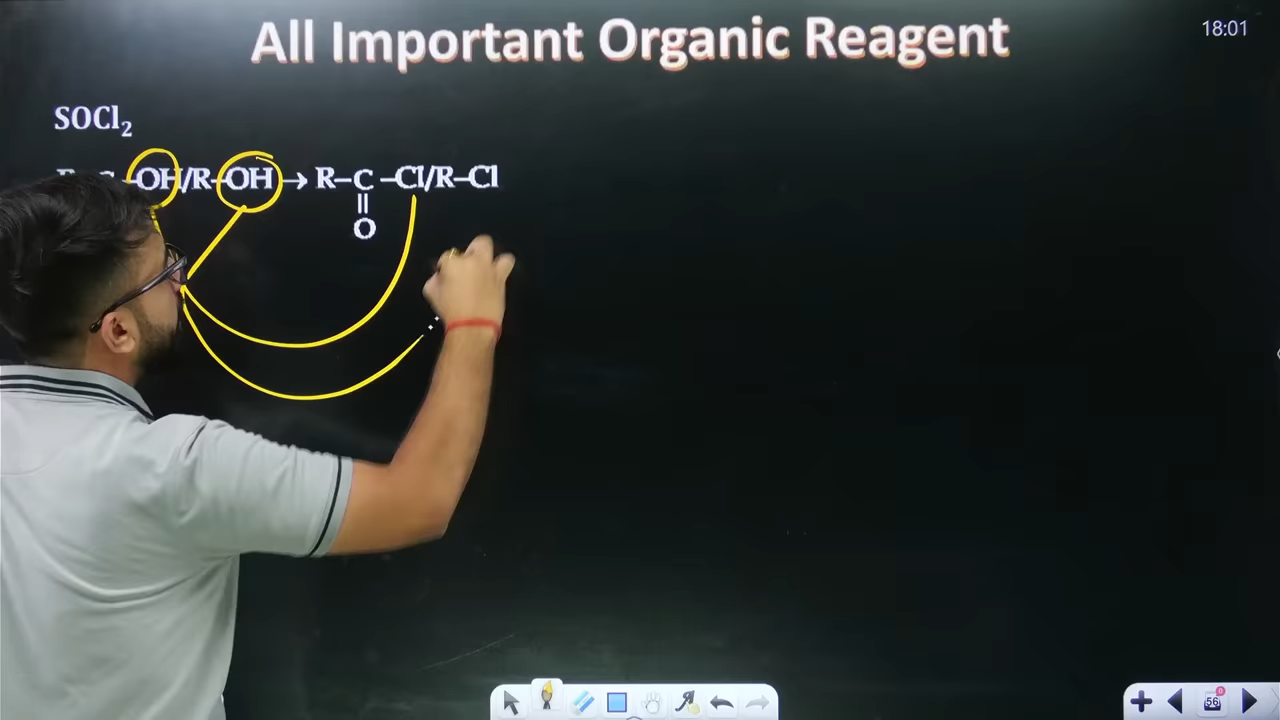 All Important Organic Reagent
18:01
SOCl₂
–OH/R–OH → R–C–Cl/R–Cl
||
O
56